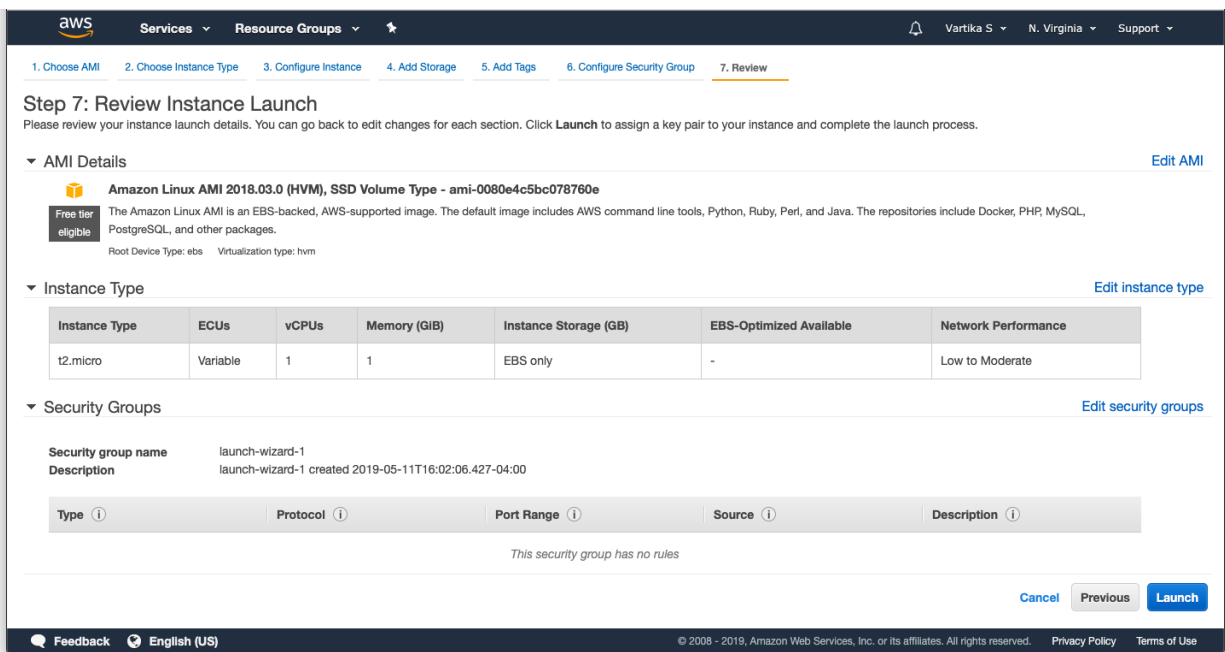 aws Services Resource Groups Vartika S N. Virginia Support
1. Choose AMI 2. Choose Instance Type 3. Configure Instance 4. Add Storage 5. Add Tags 6. Configure Security Group 7. Review
Step 7: Review Instance Launch
Please review your instance launch details. You can go back to edit changes for each section. Click Launch to assign a key pair to your instance and complete the launch process.
AMI Details Edit AMI
Amazon Linux AMI 2018.03.0 (HVM), SSD Volume Type - ami-0080e4c5bc078760e
Free tier eligible
The Amazon Linux AMI is an EBS-backed, AWS-supported image. The default image includes AWS command line tools, Python, Ruby, Perl, and Java. The repositories include Docker, PHP, MySQL,
PostgreSQL, and other packages.
Root Device Type: ebs Virtualization type: hvm
Instance Type Edit instance type
Instance Type ECUs vCPUs Memory (GiB) Instance Storage (GB) EBS-Optimized Available Network Performance
t2.micro Variable 1 1 EBS only - Low to Moderate
Security Groups Edit security groups
Security group name launch-wizard-1
Description launch-wizard-1 created 2019-05-11T16:02:06.427-04:00
Type i Protocol i Port Range i Source i Description i
This security group has no rules
Cancel Previous Launch
Feedback English (US) © 2008 - 2019, Amazon Web Services, Inc. or its affiliates. All rights reserved. Privacy Policy Terms of Use